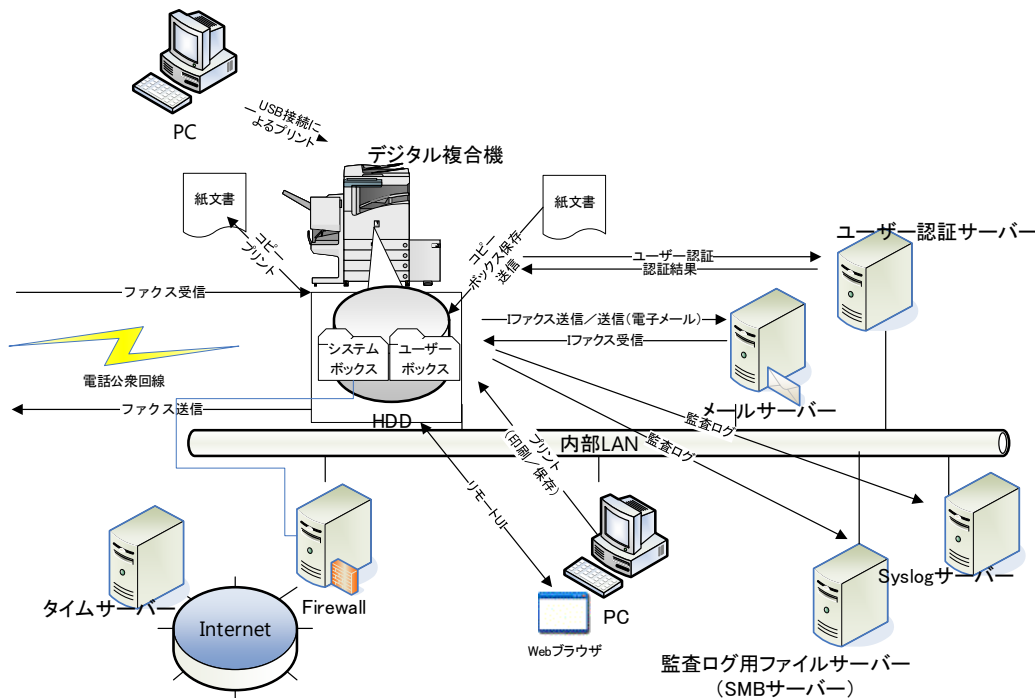 PC
USB接続に
よるプリント
デジタル複合機
紙文書
紙文書
コピー
プリント
コピー
ボックス保存
送信
ユーザー認証サーバー
ユーザー認証
認証結果
ファクス受信
Iファクス送信／送信(電子メール)
Iファクス受信
システム
ボックス
ユーザー
ボックス
電話公衆回線
ファクス送信
HDD
メールサーバー
監査ログ
監査ログ
内部LAN
プリント
(印刷／保存)
リモートUI
タイムサーバー
Firewall
Internet
PC
Webブラウザ
Syslogサーバー
監査ログ用ファイルサーバー
(SMBサーバー)